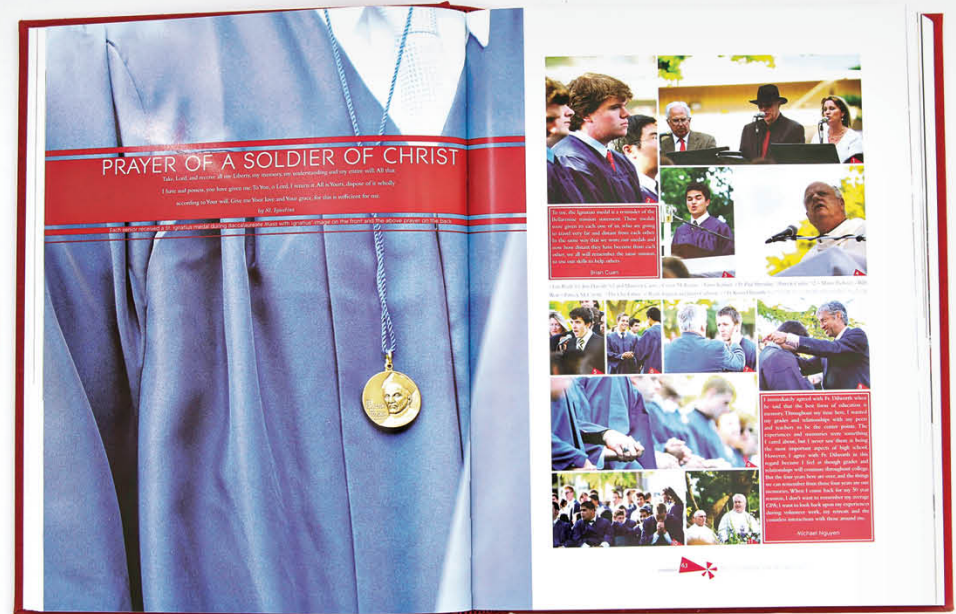 PRAYER OF A SOLDIER OF CHRIST
Take, Lord, and receive all my Liberty, my memory, my understanding and my entire will. All that
I have and possess, you have given me. To You, o Lord, I return it. All is Yours, dispose of it wholly
according to Your will. Give me Your love and Your grace, for this is sufficient for me.
by St. Ignatius
Each senior received a St. Ignatius medal during baccalaureate mass with Ignatius' image on the front and the above prayer on the back.
To me, the Ignatian medal is a reminder of the
Bellarmine mission statement. These medals
were given to each one of us, who are going
to travel very far and distant from each other.
In the same way that we wore our medals and
now how distant they have become from each
other, we all will remember the same mission,
to use our skills to help others.
Brian Cuen
I immediately agreed with Fr. Dilworth when
he said that the best form of education is
memory. Throughout my time here, I wanted
my grades and relationships with my peers
and teachers to be the center points. The
experiences and memories were something
I cared about, but I never saw them as being
the most important aspects of high school.
However, I agree with Fr. Dilworth in this
regard because I feel as though grades and
relationships will continue throughout college.
But the four years here are over, and the things
we can remember from those four years are our
memories. When I come back for my 50 year
reunion, I don't want to remember my average
GPA, I want to look back upon my experiences
during volunteer work, my retreats and the
countless interactions with those around me.
-Michael Nguyen